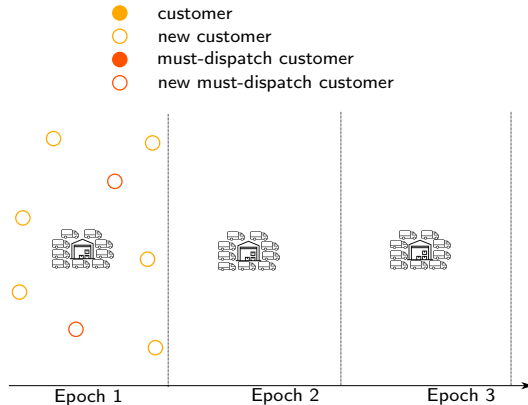 customer
new customer
must-dispatch customer
new must-dispatch customer
Epoch 1
Epoch 2
Epoch 3